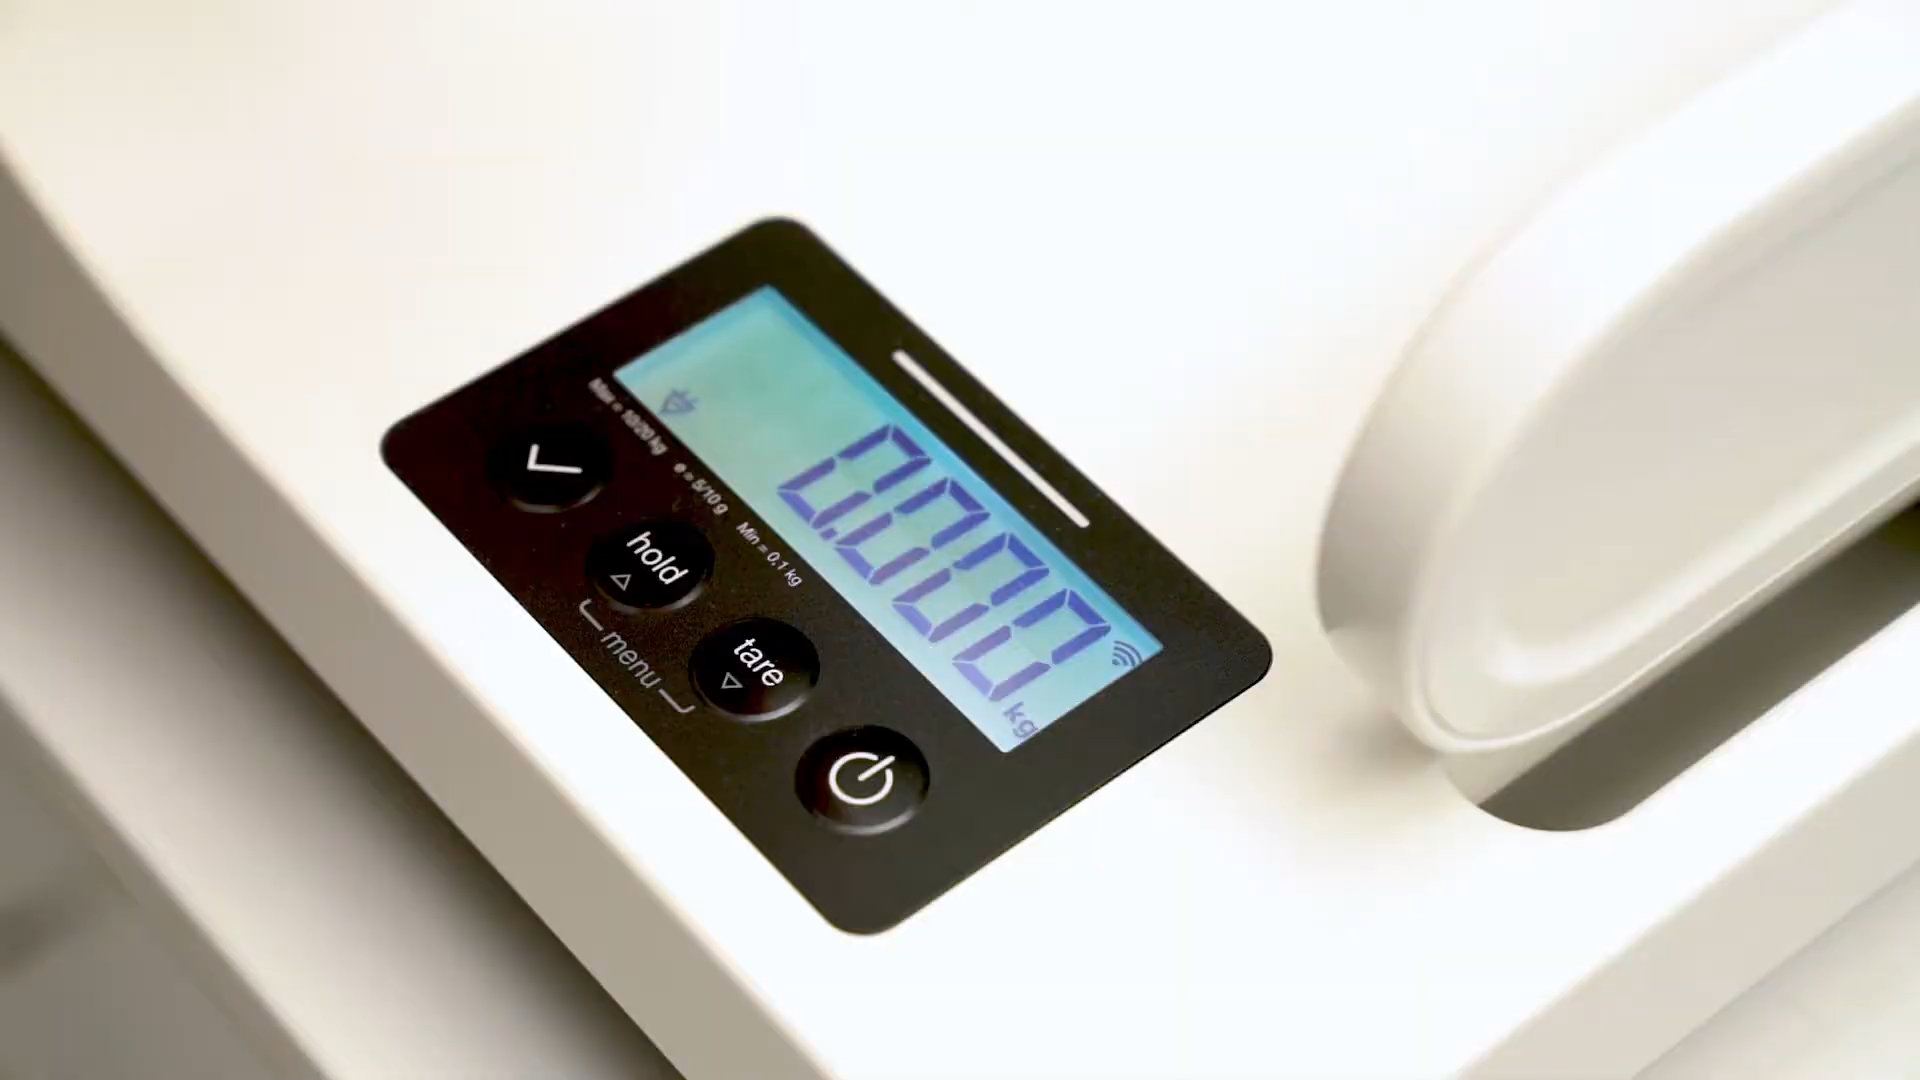 0.000
kg
Max = 10/20 kg e = 5/10 g Min = 0.1 kg
hold
tare
menu